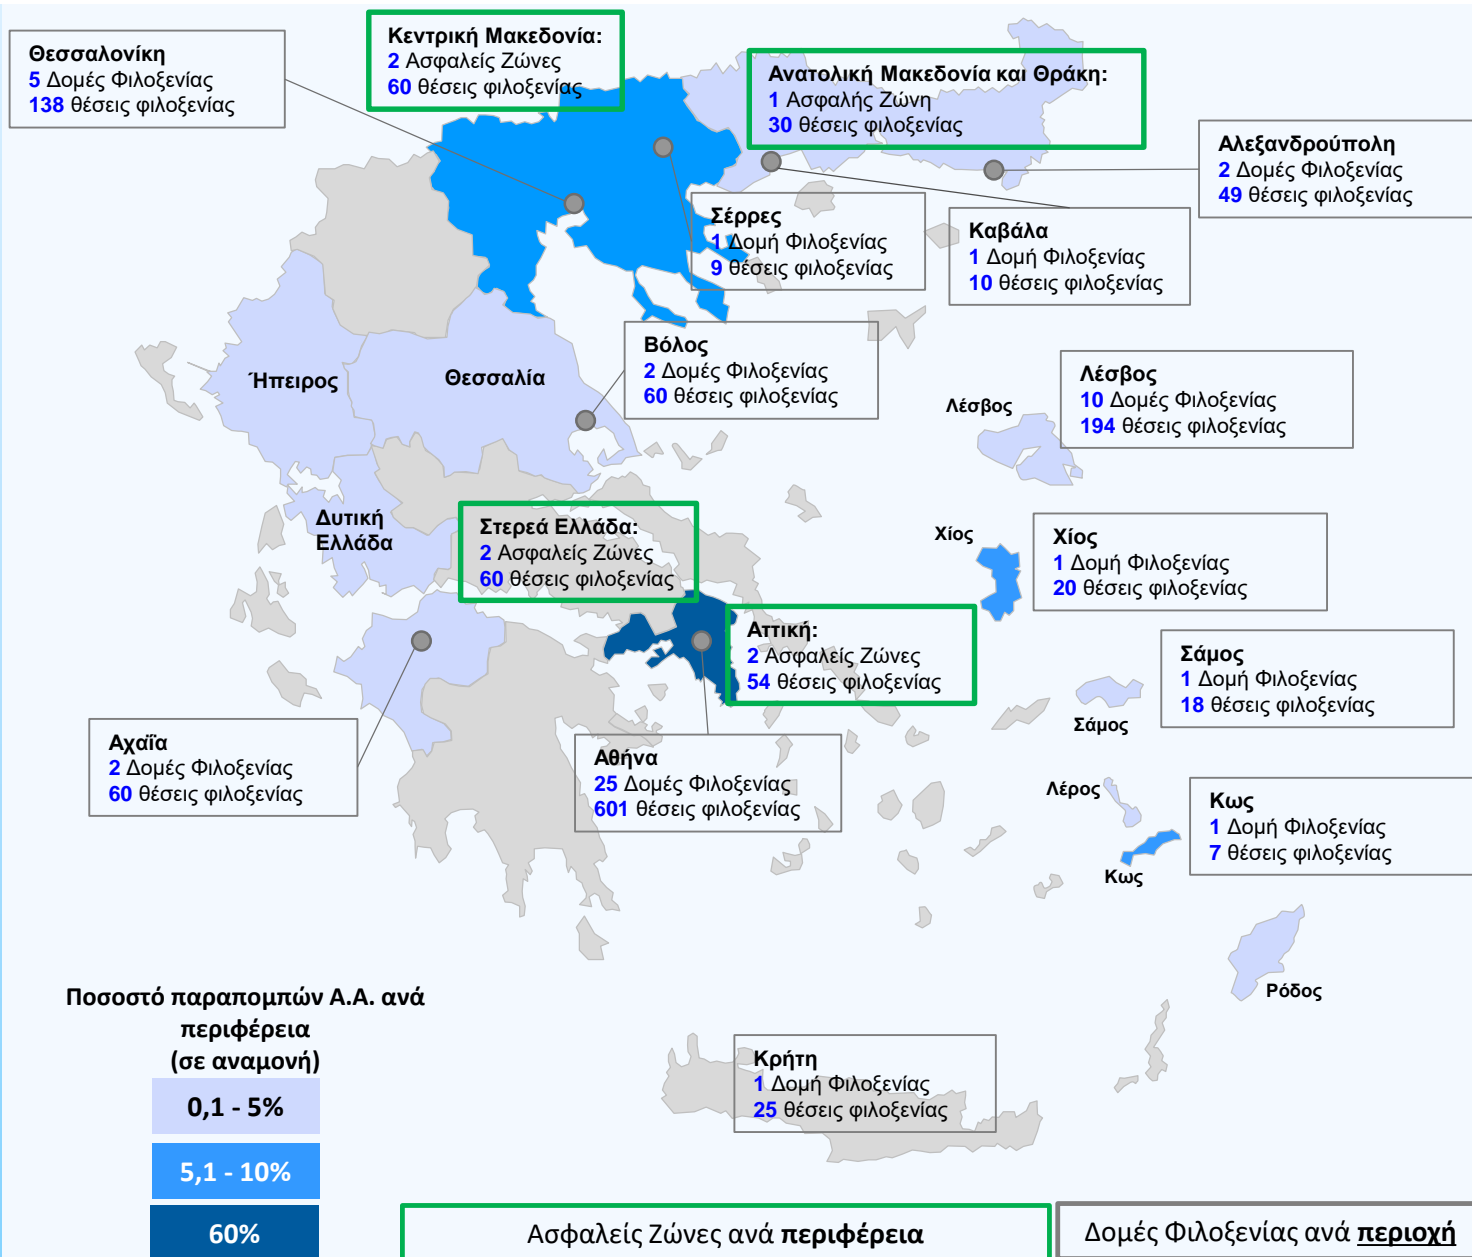 Θεσσαλονίκη
5 Δομές Φιλοξενίας
138 θέσεις φιλοξενίας
Κεντρική Μακεδονία:
2 Ασφαλείς Ζώνες
60 θέσεις φιλοξενίας
Ανατολική Μακεδονία και Θράκη:
1 Ασφαλής Ζώνη
30 θέσεις φιλοξενίας
Αλεξανδρούπολη
2 Δομές Φιλοξενίας
49 θέσεις φιλοξενίας
Σέρρες
1 Δομή Φιλοξενίας
9 θέσεις φιλοξενίας
Καβάλα
1 Δομή Φιλοξενίας
10 θέσεις φιλοξενίας
Βόλος
2 Δομές Φιλοξενίας
60 θέσεις φιλοξενίας
Ήπειρος
Θεσσαλία
Λέσβος
Λέσβος
10 Δομές Φιλοξενίας
194 θέσεις φιλοξενίας
Δυτική
Ελλάδα
Στερεά Ελλάδα:
2 Ασφαλείς Ζώνες
60 θέσεις φιλοξενίας
Χίος
Χίος
1 Δομή Φιλοξενίας
20 θέσεις φιλοξενίας
Αττική:
2 Ασφαλείς Ζώνες
54 θέσεις φιλοξενίας
Σάμος
1 Δομή Φιλοξενίας
18 θέσεις φιλοξενίας
Σάμος
Αχαΐα
2 Δομές Φιλοξενίας
60 θέσεις φιλοξενίας
Αθήνα
25 Δομές Φιλοξενίας
601 θέσεις φιλοξενίας
Λέρος
Κως
1 Δομή Φιλοξενίας
7 θέσεις φιλοξενίας
Κως
Ρόδος
Ποσοστό παραπομπών Α.Α. ανά
περιφέρεια
(σε αναμονή)
0,1 - 5%
5,1 - 10%
60%
Κρήτη
1 Δομή Φιλοξενίας
25 θέσεις φιλοξενίας
Ασφαλείς Ζώνες ανά περιφέρεια
Δομές Φιλοξενίας ανά περιοχή